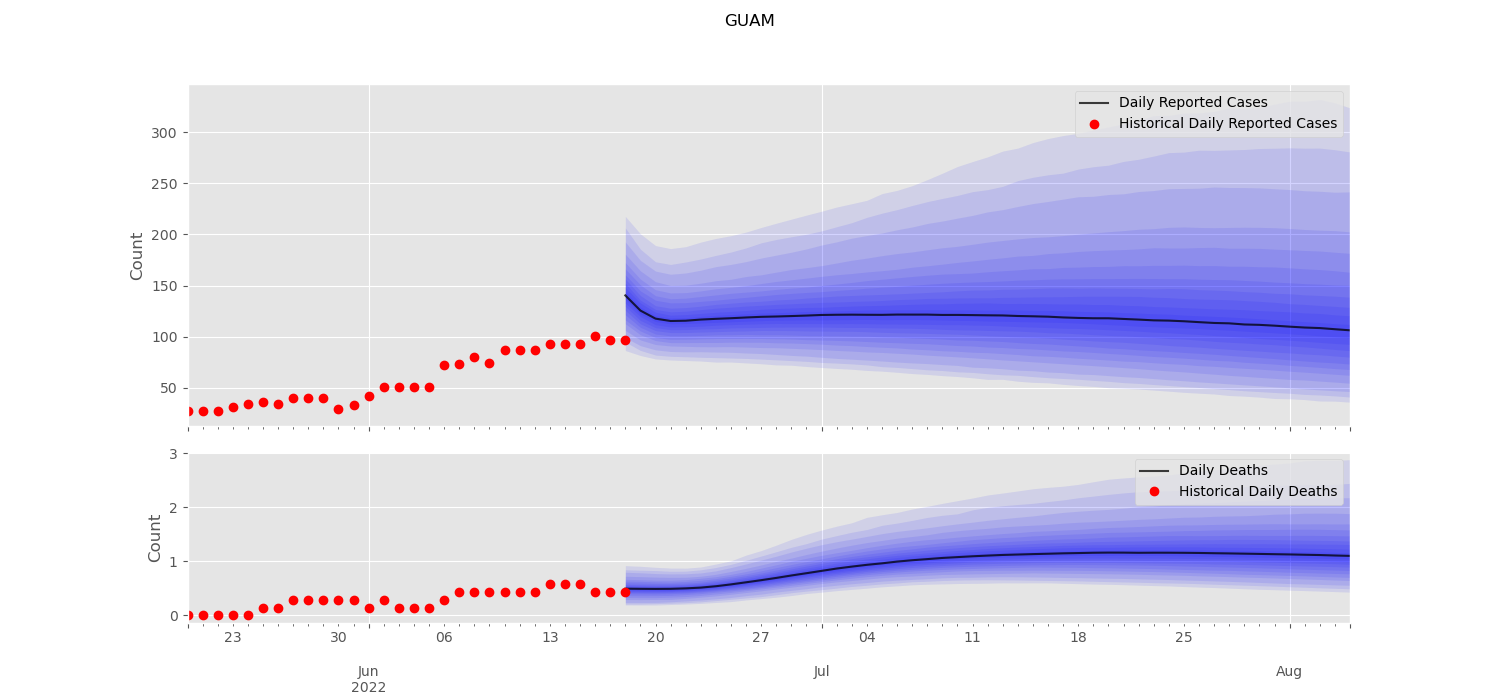 GUAM
Daily Reported Cases
Historical Daily Reported Cases
Count
300
250
200
150
100
50
Daily Deaths
Historical Daily Deaths
Count
3
2
1
0
23 30 06 13 20 27 04 11 18 25
Jun Jul Aug
2022